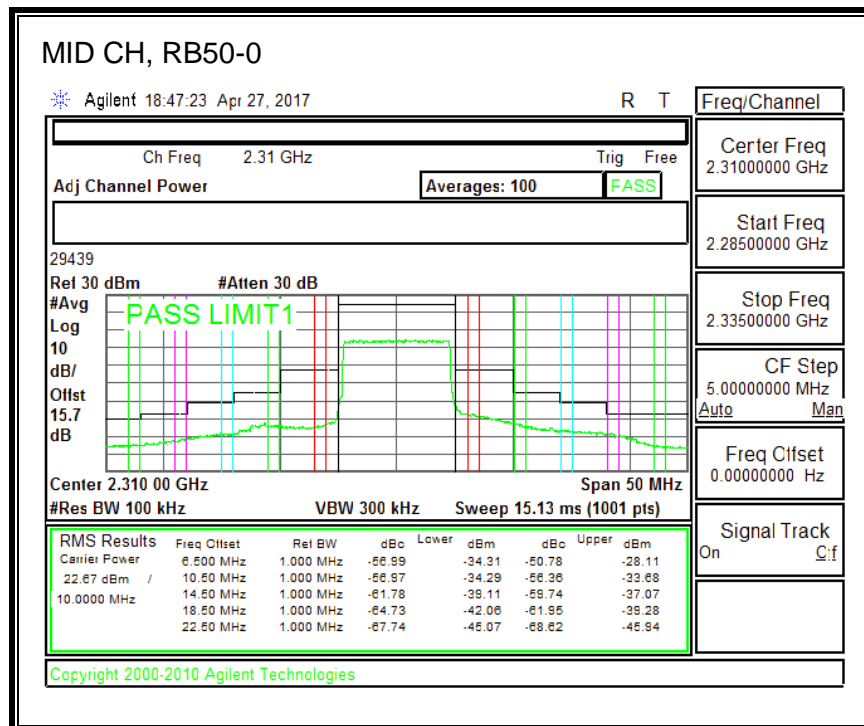 MID CH, RB50-0
Agilent 18:47:23 Apr 27, 2017 R T
Freq/Channel
Ch Freq 2.31 GHz Trig Free
Adj Channel Power Averages: 100 PASS
Center Freq
2.31000000 GHz
Start Freq
2.28500000 GHz
Stop Freq
2.33500000 GHz
CF Step
5.00000000 MHz
Auto Man
Freq Offset
0.00000000 Hz
Signal Track
On Off
29439
Ref 30 dBm #Atten 30 dB
#Avg
Log
10
dB/
Offst
15.7
dB
PASS LIMIT1
Center 2.310 00 GHz Span 50 MHz
#Res BW 100 kHz VBW 300 kHz Sweep 15.13 ms (1001 pts)
RMS Results Freq Offset Ref BW dBc Lower dBm dBc Upper dBm
Carrier Power 6.500 MHz 1.000 MHz -56.99 -34.31 -50.78 -28.11
22.67 dBm / 10.50 MHz 1.000 MHz -56.97 -34.29 -56.36 -33.68
10.0000 MHz 14.50 MHz 1.000 MHz -61.78 -39.11 -59.74 -37.07
18.50 MHz 1.000 MHz -64.73 -42.06 -61.95 -39.28
22.50 MHz 1.000 MHz -67.74 -45.07 -68.62 -45.94
Copyright 2000-2010 Agilent Technologies